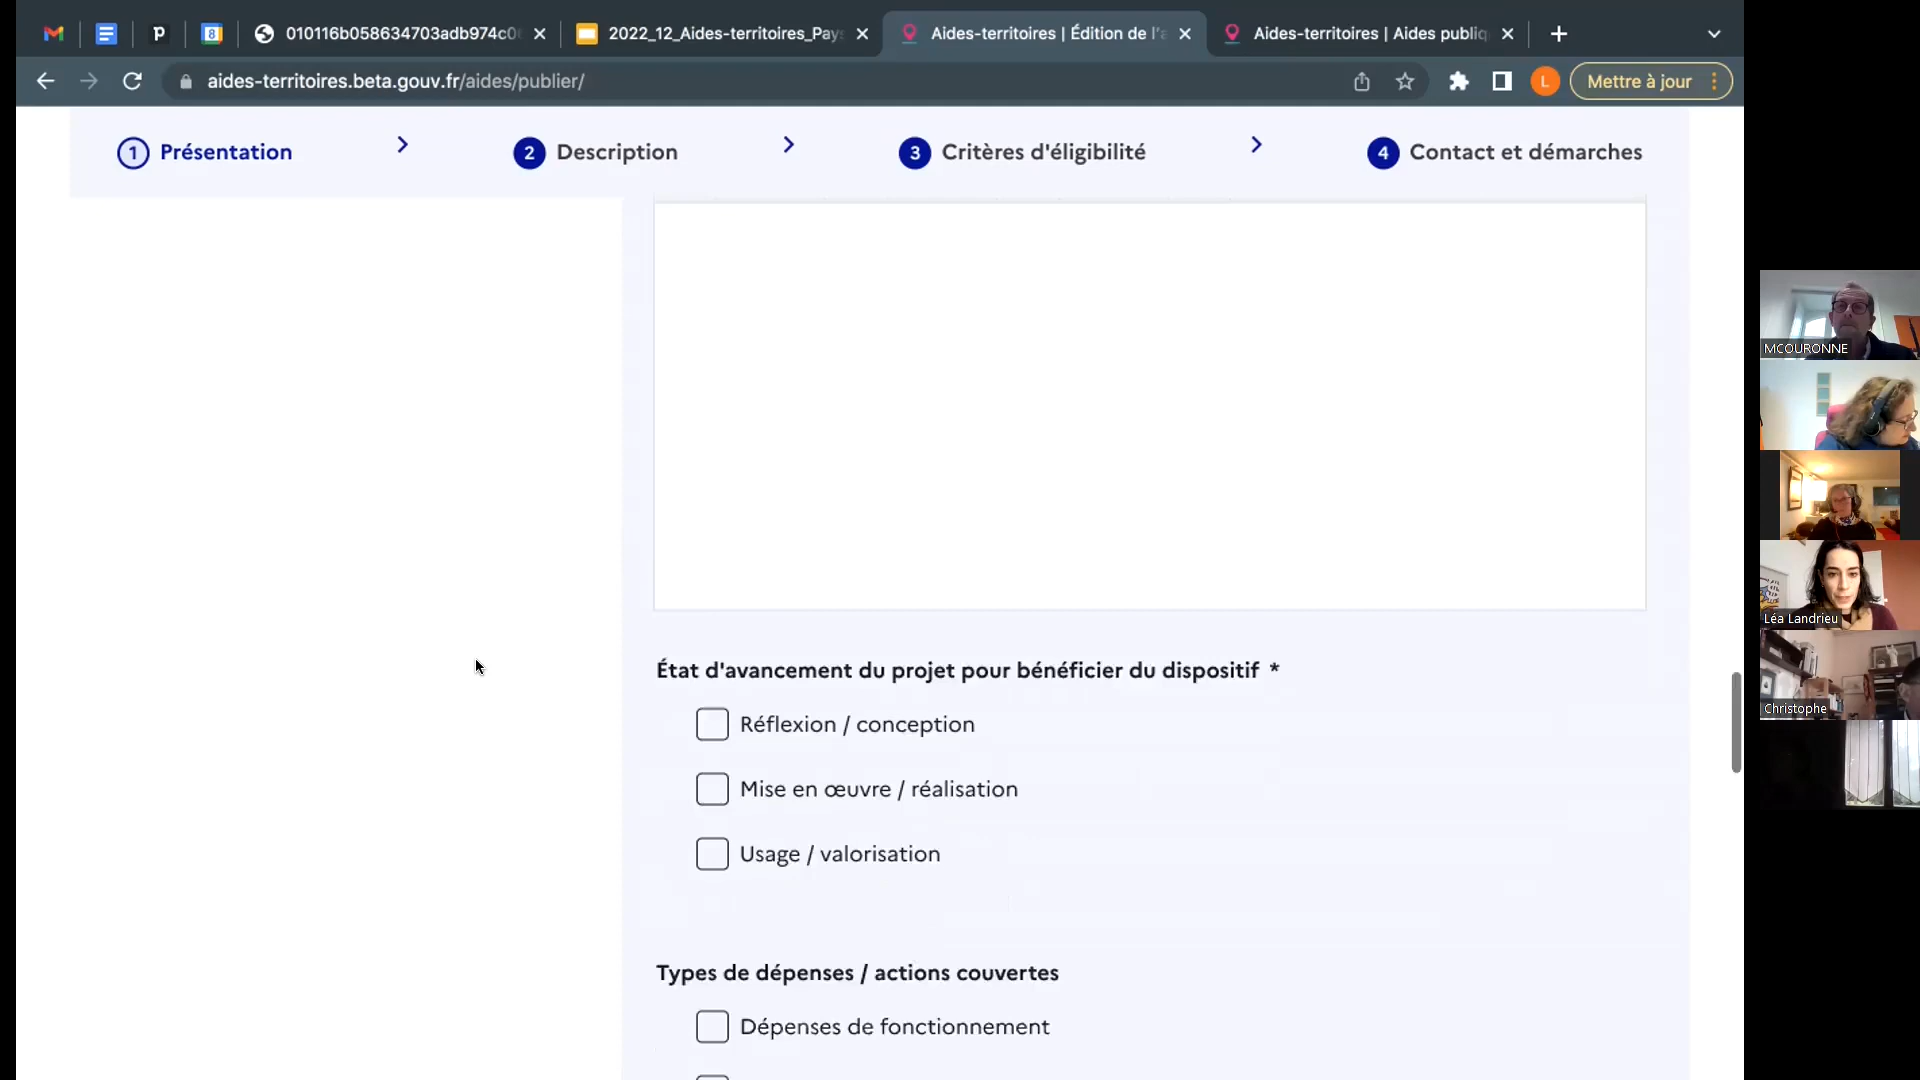 010116b058634703adb974c0
2022_12_Aides-territoires_Pays
Aides-territoires | Édition de l'a
Aides-territoires | Aides publiq
aides-territoires.beta.gouv.fr/aides/publier/
L
Mettre à jour
1 Présentation
2 Description
3 Critères d'éligibilité
4 Contact et démarches
MCOURONNE
Léa Landrieu
État d'avancement du projet pour bénéficier du dispositif *
Réflexion / conception
Christophe
Mise en œuvre / réalisation
Usage / valorisation
Types de dépenses / actions couvertes
Dépenses de fonctionnement